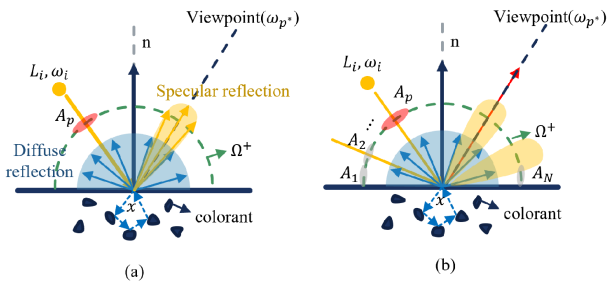 Viewpoint(ω_{p*})
n
L_i, ω_i
Specular reflection
A_p
Ω^+
Diffuse
reflection
x
colorant
(a)
Viewpoint(ω_{p*})
n
L_i, ω_i
A_p
...
A_2
Ω^+
A_1
A_N
x
colorant
(b)